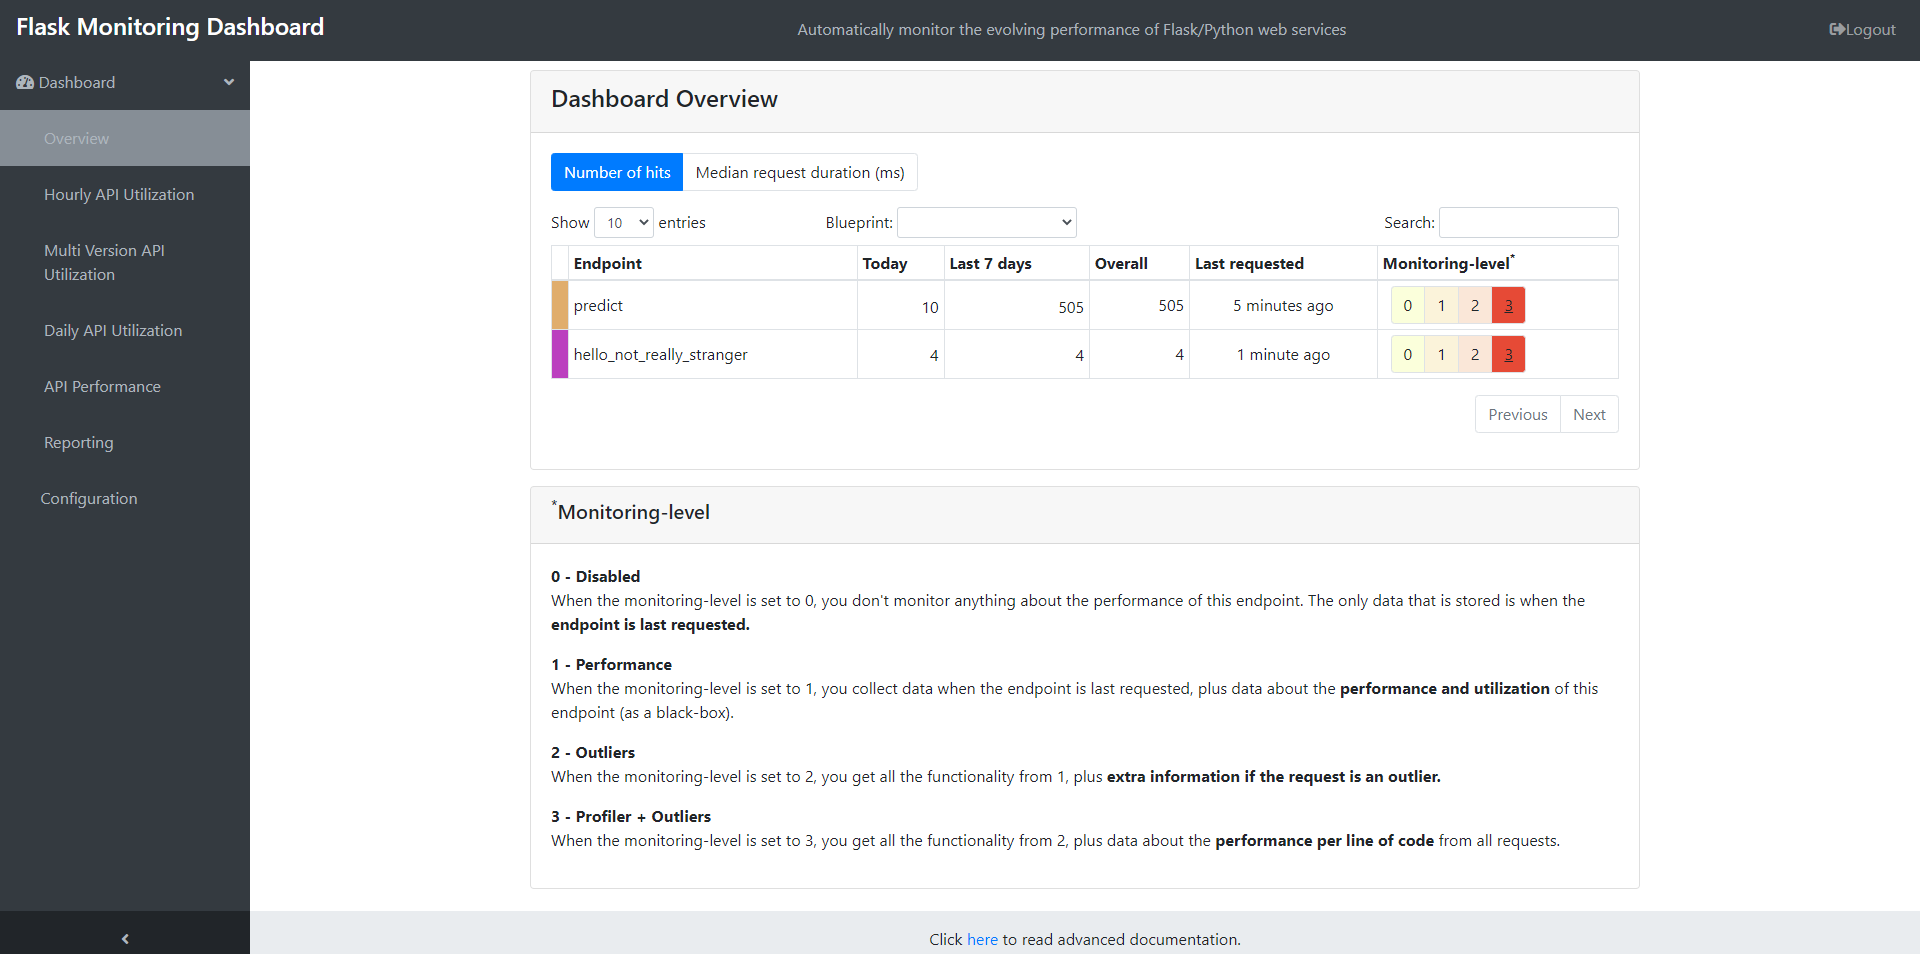 Flask Monitoring Dashboard
Automatically monitor the evolving performance of Flask/Python web services
Logout
Dashboard
Overview
Hourly API Utilization
Multi Version API
Utilization
Daily API Utilization
API Performance
Reporting
Configuration
Dashboard Overview
Number of hits Median request duration (ms)
Show 10 entries Blueprint: Search:
Endpoint Today Last 7 days Overall Last requested Monitoring-level*
predict 10 505 505 5 minutes ago 0 1 2 3
hello_not_really_stranger 4 4 4 1 minute ago 0 1 2 3
Previous Next
*Monitoring-level
0 - Disabled
When the monitoring-level is set to 0, you don't monitor anything about the performance of this endpoint. The only data that is stored is when the
endpoint is last requested.
1 - Performance
When the monitoring-level is set to 1, you collect data when the endpoint is last requested, plus data about the performance and utilization of this
endpoint (as a black-box).
2 - Outliers
When the monitoring-level is set to 2, you get all the functionality from 1, plus extra information if the request is an outlier.
3 - Profiler + Outliers
When the monitoring-level is set to 3, you get all the functionality from 2, plus data about the performance per line of code from all requests.
Click here to read advanced documentation.